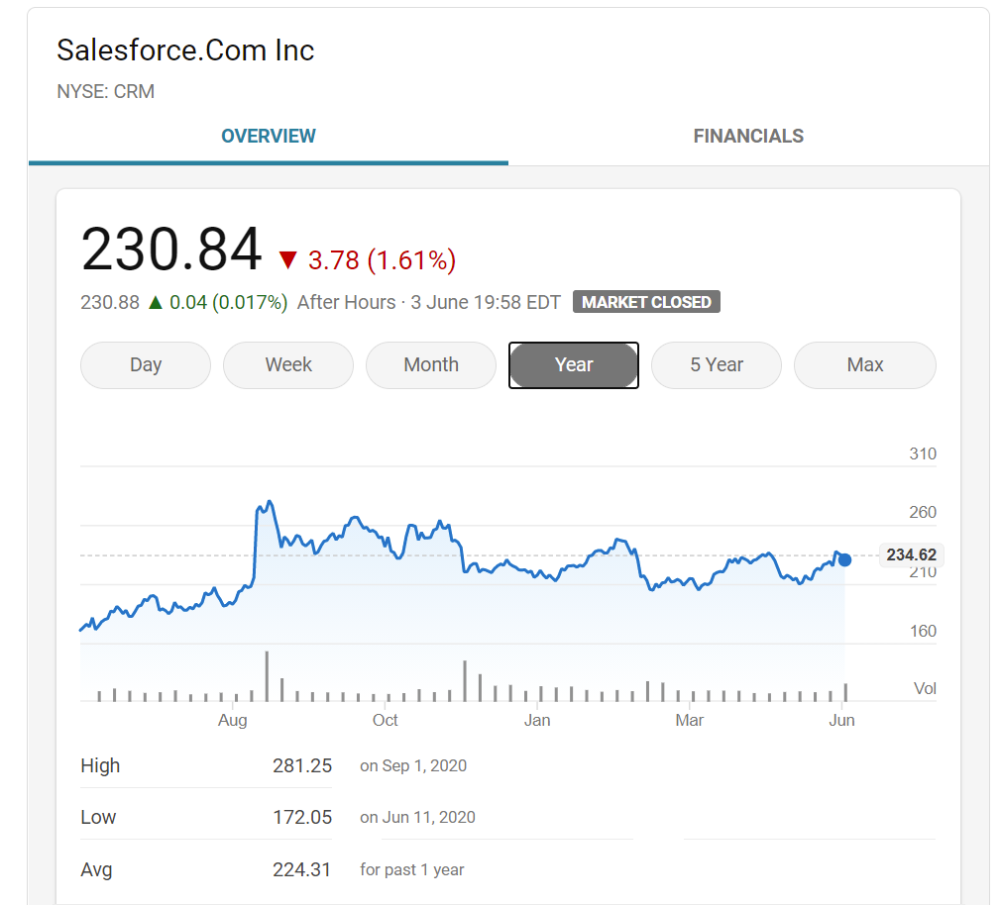 Salesforce.Com Inc
NYSE: CRM
OVERVIEW FINANCIALS
230.84 ▼ 3.78 (1.61%)
230.88 ▲ 0.04 (0.017%) After Hours · 3 June 19:58 EDT MARKET CLOSED
Day Week Month Year 5 Year Max
310
260
234.62
210
160
Vol
Aug Oct Jan Mar Jun
High 281.25 on Sep 1, 2020
Low 172.05 on Jun 11, 2020
Avg 224.31 for past 1 year